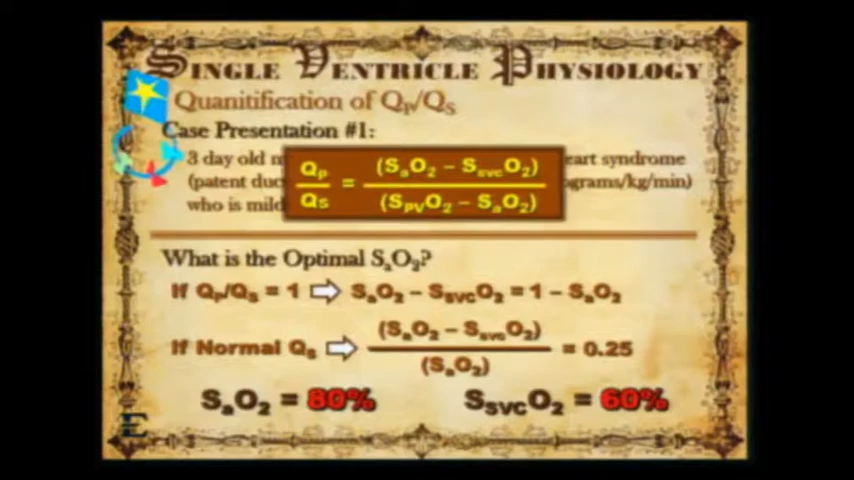 SINGLE VENTRICLE PHYSIOLOGY
Quanitification of QP/QS
Case Presentation #1:
3 day old
eart syndrome
(patent duc
ograms/kg/min)
who is mild
Qp/QS = (SaO2 – SsvcO2)/(SPVO2 – SaO2)
What is the Optimal SaO2?
If QP/QS = 1 ⇨ SaO2 – SSVCO2 = 1 – SaO2
If Normal QS ⇨ (SaO2 – SsvcO2)/(SaO2) = 0.25
SaO2 = 80% SSVCO2 = 60%
E